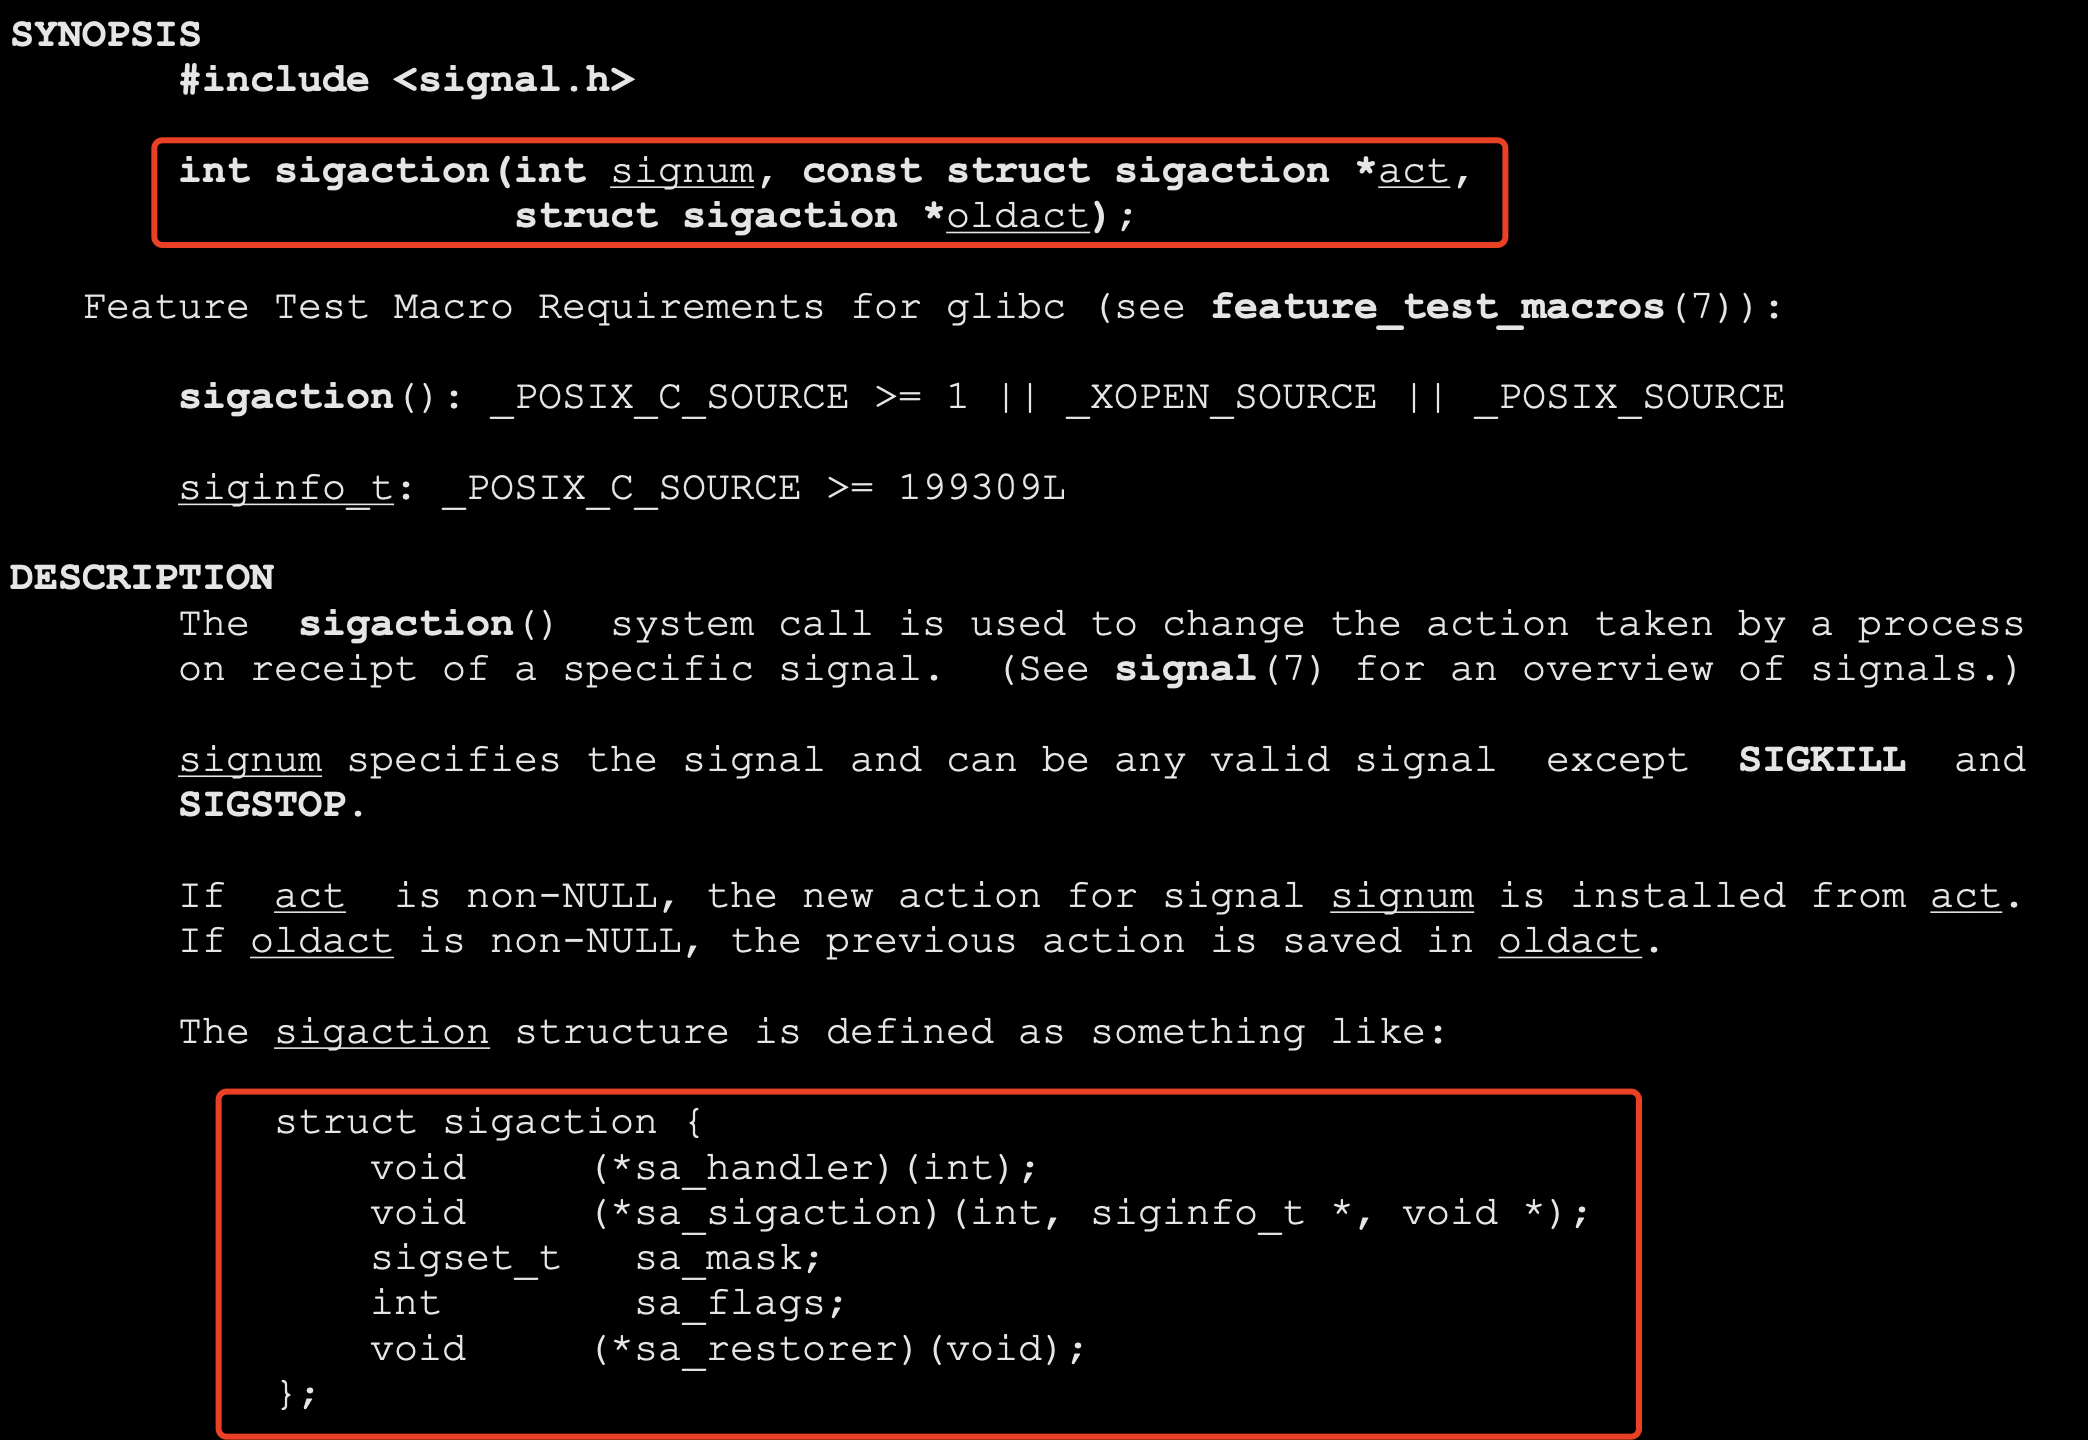 SYNOPSIS
#include <signal.h>
int sigaction(int signum, const struct sigaction *act,
struct sigaction *oldact);
Feature Test Macro Requirements for glibc (see feature_test_macros(7)):
sigaction(): _POSIX_C_SOURCE >= 1 || _XOPEN_SOURCE || _POSIX_SOURCE
siginfo_t: _POSIX_C_SOURCE >= 199309L
DESCRIPTION
The sigaction() system call is used to change the action taken by a process
on receipt of a specific signal. (See signal(7) for an overview of signals.)
signum specifies the signal and can be any valid signal except SIGKILL and
SIGSTOP.
If act is non-NULL, the new action for signal signum is installed from act.
If oldact is non-NULL, the previous action is saved in oldact.
The sigaction structure is defined as something like:
struct sigaction {
void (*sa_handler)(int);
void (*sa_sigaction)(int, siginfo_t *, void *);
sigset_t sa_mask;
int sa_flags;
void (*sa_restorer)(void);
};